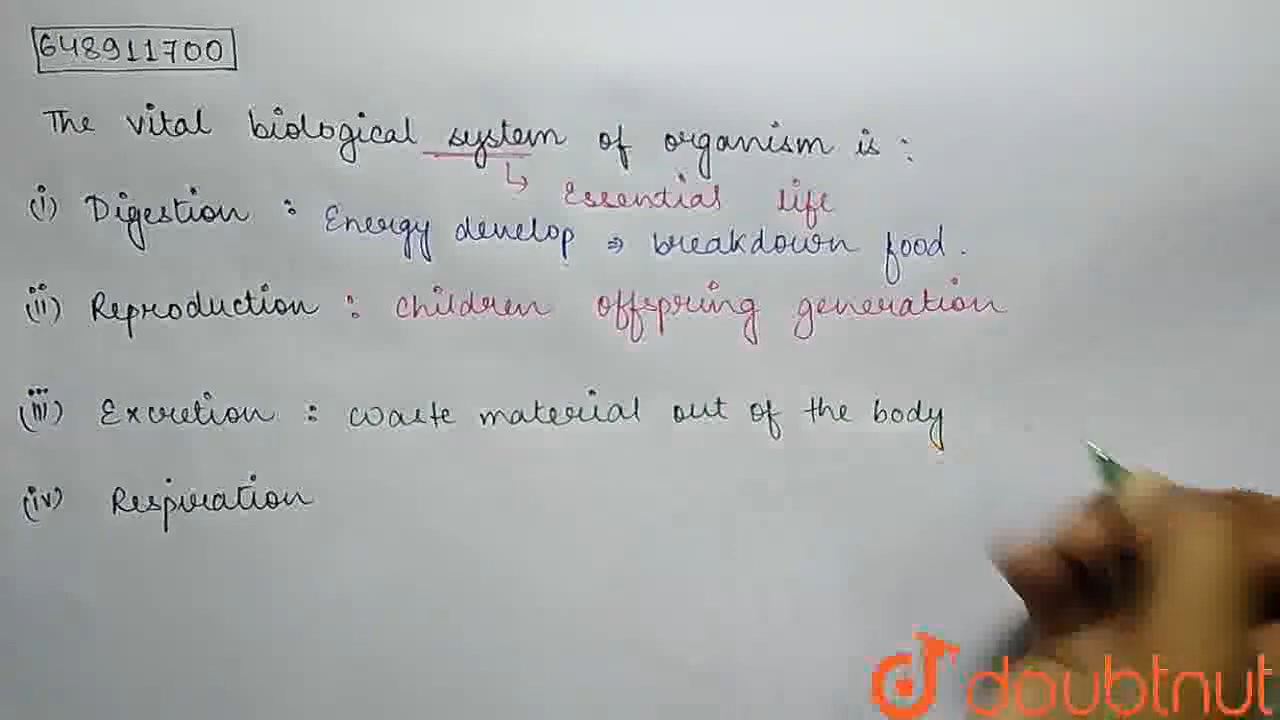 648911700
The vital biological system of organism is :
↳ Essential life
(i) Digestion : Energy develop ⇒ breakdown food.
(ii) Reproduction : children offspring generation
(iii) Excretion : waste material out of the body
(iv) Respiration
doubtnut